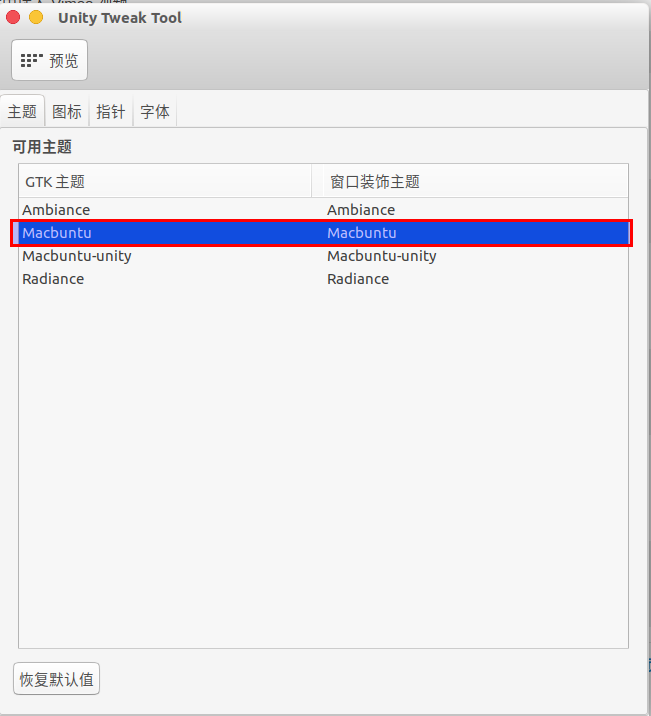 Unity Tweak Tool
预览
主题 图标 指针 字体
可用主题
GTK 主题 窗口装饰主题
Ambiance Ambiance
Macbuntu Macbuntu
Macbuntu-unity Macbuntu-unity
Radiance Radiance
恢复默认值